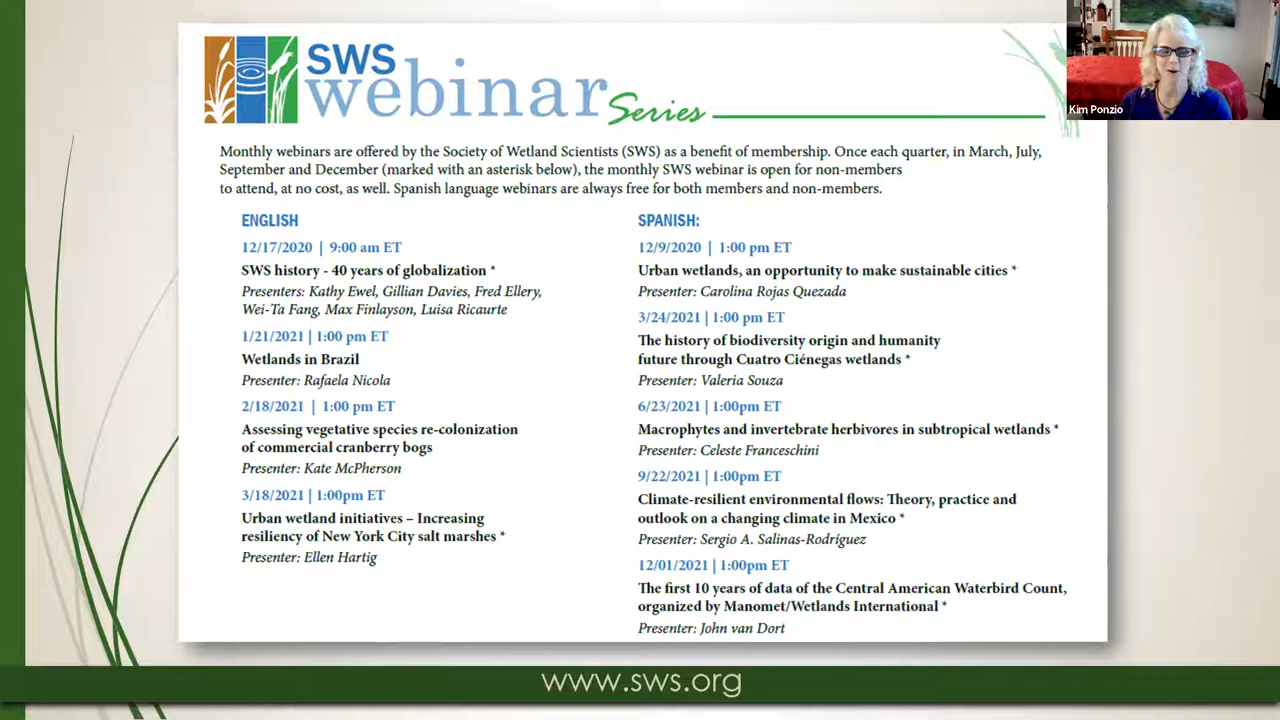 SWS
webinar Series
Kim Ponzio
Monthly webinars are offered by the Society of Wetland Scientists (SWS) as a benefit of membership. Once each quarter, in March, July,
September and December (marked with an asterisk below), the monthly SWS webinar is open for non-members
to attend, at no cost, as well. Spanish language webinars are always free for both members and non-members.
ENGLISH
12/17/2020 | 9:00 am ET
SWS history - 40 years of globalization *
Presenters: Kathy Ewel, Gillian Davies, Fred Ellery,
Wei-Ta Fang, Max Finlayson, Luisa Ricaurte
1/21/2021 | 1:00 pm ET
Wetlands in Brazil
Presenter: Rafaela Nicola
2/18/2021 | 1:00 pm ET
Assessing vegetative species re-colonization
of commercial cranberry bogs
Presenter: Kate McPherson
3/18/2021 | 1:00pm ET
Urban wetland initiatives – Increasing
resiliency of New York City salt marshes *
Presenter: Ellen Hartig
SPANISH:
12/9/2020 | 1:00 pm ET
Urban wetlands, an opportunity to make sustainable cities *
Presenter: Carolina Rojas Quezada
3/24/2021 | 1:00 pm ET
The history of biodiversity origin and humanity
future through Cuatro Ciénegas wetlands *
Presenter: Valeria Souza
6/23/2021 | 1:00pm ET
Macrophytes and invertebrate herbivores in subtropical wetlands *
Presenter: Celeste Franceschini
9/22/2021 | 1:00pm ET
Climate-resilient environmental flows: Theory, practice and
outlook on a changing climate in Mexico *
Presenter: Sergio A. Salinas-Rodríguez
12/01/2021 | 1:00pm ET
The first 10 years of data of the Central American Waterbird Count,
organized by Manomet/Wetlands International *
Presenter: John van Dort
www.sws.org